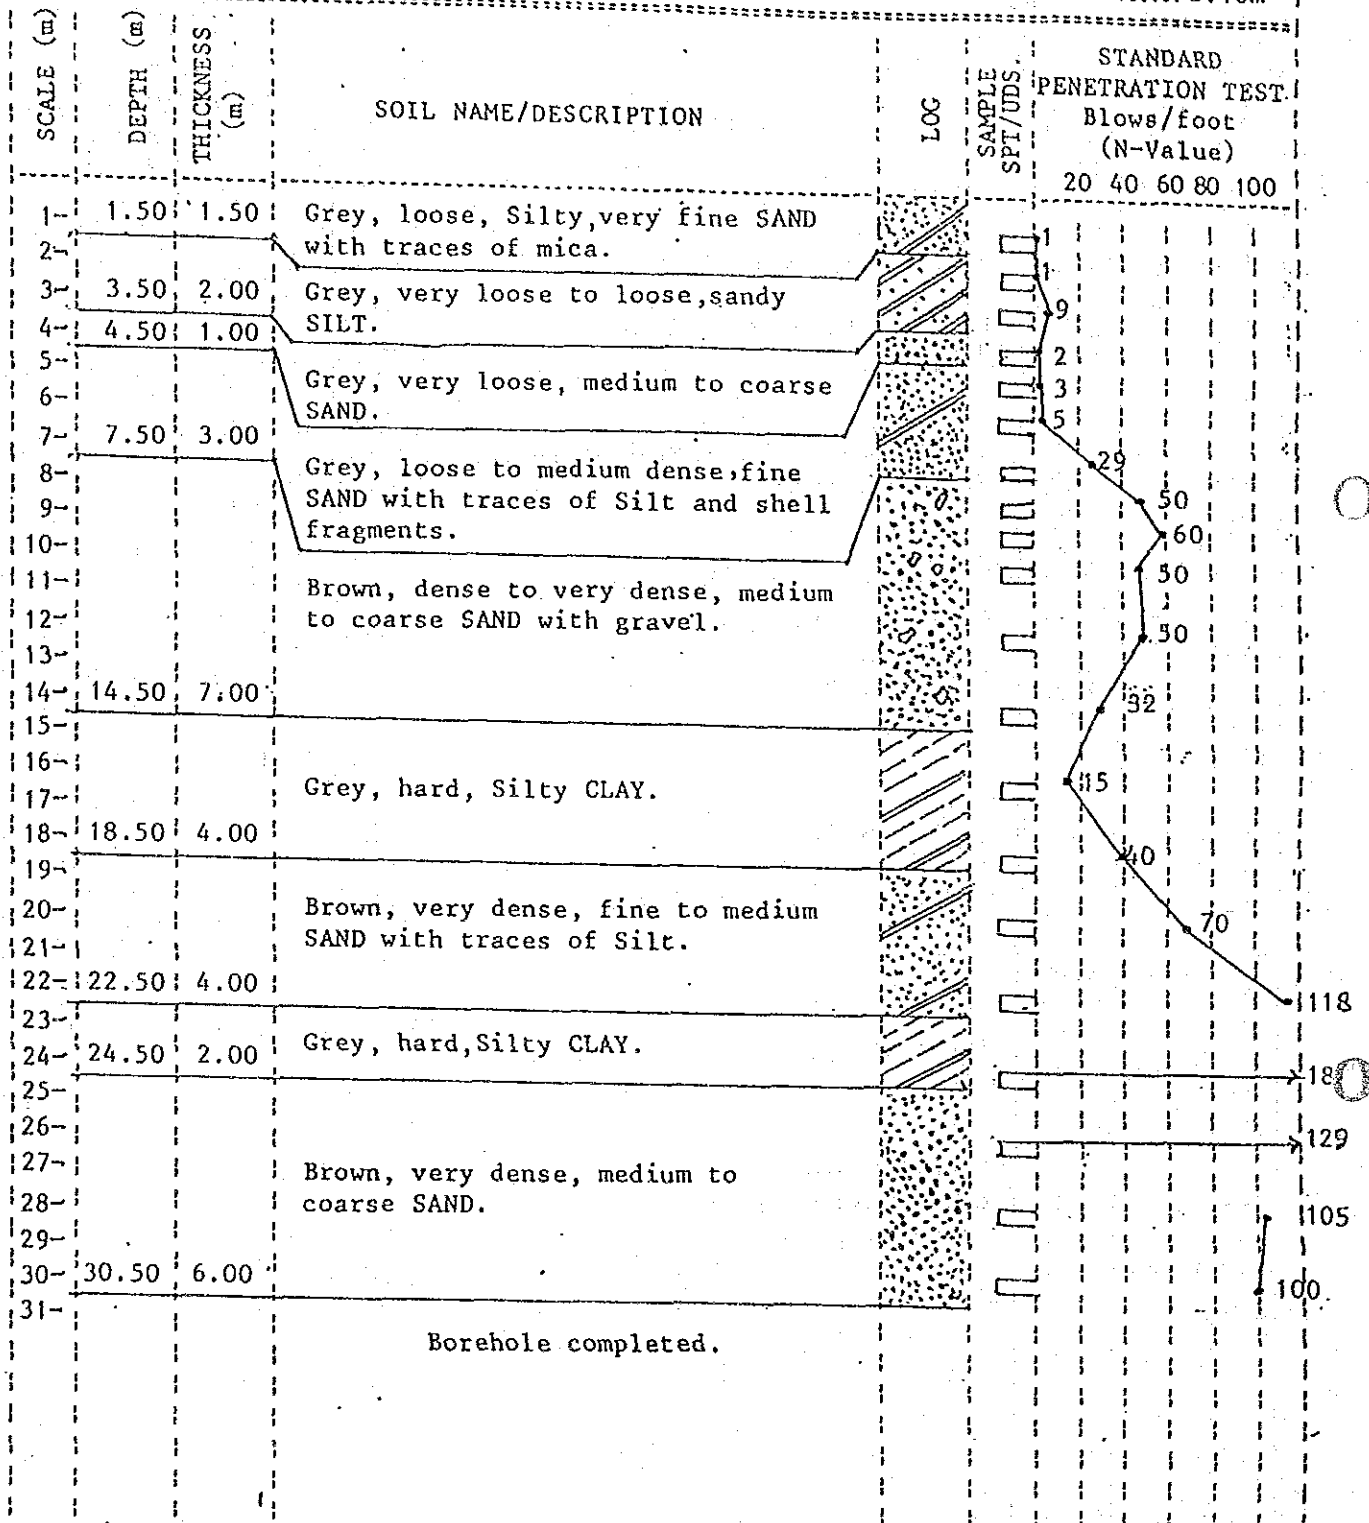 SCALE (m)
DEPTH (m)
THICKNESS (m)
SOIL NAME/DESCRIPTION
LOG
SAMPLE SPT/UDS.
STANDARD
PENETRATION TEST.
Blows/foot
(N-Value)
20 40 60 80 100
1- 1.50 1.50 Grey, loose, Silty,very fine SAND
2- with traces of mica.
3- 3.50 2.00 Grey, very loose to loose,sandy
SILT.
4- 4.50 1.00
5- Grey, very loose, medium to coarse
6- SAND.
7- 7.50 3.00
8- Grey, loose to medium dense,fine
9- SAND with traces of Silt and shell
fragments.
10-
11- Brown, dense to very dense, medium
12- to coarse SAND with gravel.
13-
14- 14.50 7.00
15-
16-
17- Grey, hard, Silty CLAY.
18- 18.50 4.00
19-
20- Brown, very dense, fine to medium
21- SAND with traces of Silt.
22- 22.50 4.00
23-
24- 24.50 2.00 Grey, hard,Silty CLAY.
25-
26-
27- Brown, very dense, medium to
28- coarse SAND.
29-
30- 30.50 6.00
31-
Borehole completed.
1
1
9
2
3
5
29
50
60
50
50
32
15
40
70
118
129
105
100